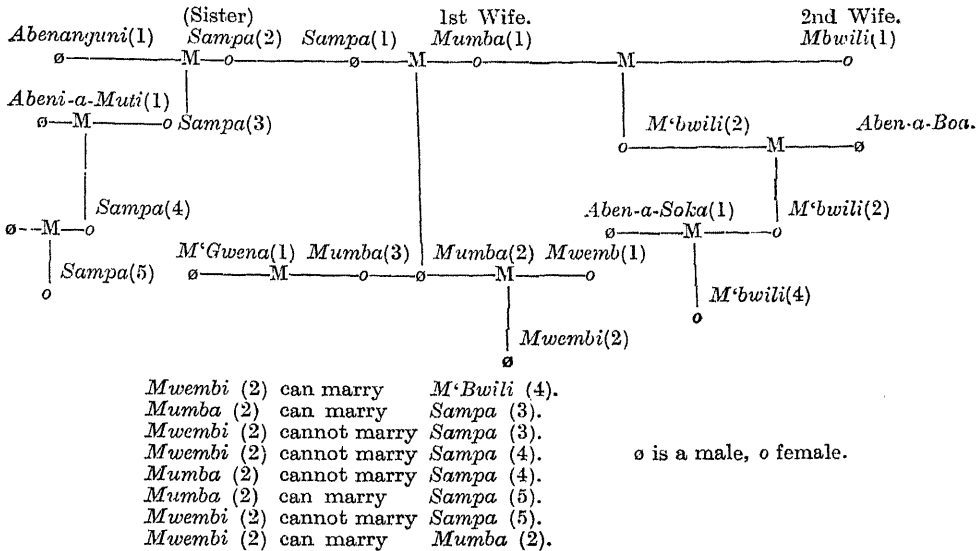 (Sister) 1st Wife. 2nd Wife.
Abenanguni(1) Sampa(2) Sampa(1) Mumba(1) Mbwili(1)
ø M o ø M o M o
Abeni-a-Muti(1) M‘bwili(2) Aben-a-Boa.
ø M o Sampa(3) o M ø
Sampa(4) Aben-a-Soka(1) M‘bwili(2)
ø M o ø M o
M‘Gwena(1) Mumba(3) Mumba(2) Mwemb(1)
Sampa(5) ø M o ø M o
o M‘bwili(4)
o
Mwembi(2)
ø
Mwembi (2) can marry M‘Bwili (4).
Mumba (2) can marry Sampa (3).
Mwembi (2) cannot marry Sampa (3).
Mwembi (2) cannot marry Sampa (4).
Mumba (2) cannot marry Sampa (4).
Mumba (2) can marry Sampa (5).
Mwembi (2) cannot marry Sampa (5).
Mwembi (2) can marry Mumba (2).
ø is a male, o female.